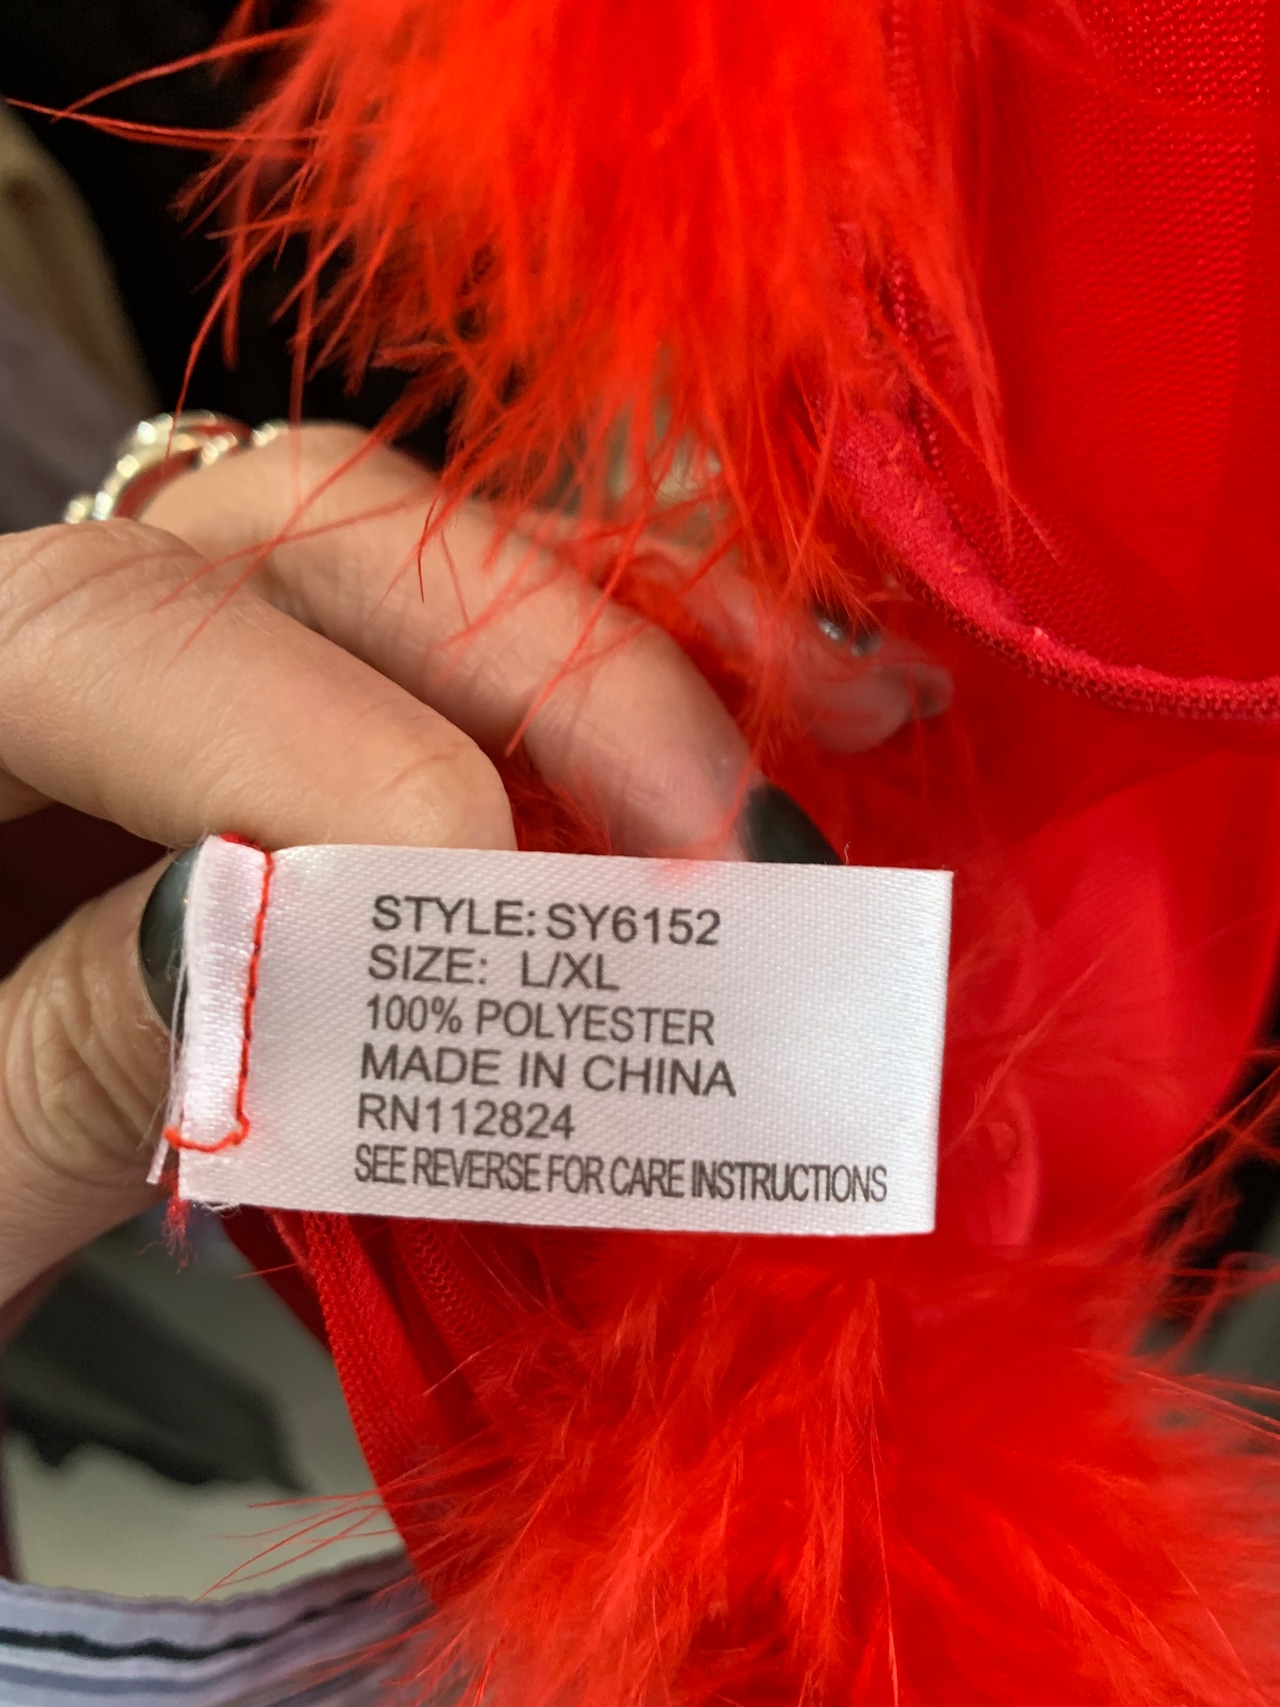 STYLE: SY6152
SIZE: L/XL
100% POLYESTER
MADE IN CHINA
RN112824
SEE REVERSE FOR CARE INSTRUCTIONS